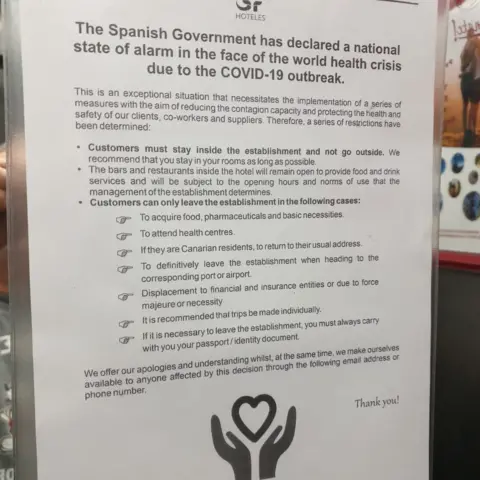 HOTELES
The Spanish Government has declared a national
state of alarm in the face of the world health crisis
due to the COVID-19 outbreak.
This is an exceptional situation that necessitates the implementation of a series of
measures with the aim of reducing the contagion capacity and protecting the health and
safety of our clients, co-workers and suppliers. Therefore, a series of restrictions have
been determined:
• Customers must stay inside the establishment and not go outside. We
recommend that you stay in your rooms as long as possible.
• The bars and restaurants inside the hotel will remain open to provide food and drink
services and will be subject to the opening hours and norms of use that the
management of the establishment determines.
• Customers can only leave the establishment in the following cases:
☞ To acquire food, pharmaceuticals and basic necessities.
☞ To attend health centres.
☞ If they are Canarian residents, to return to their usual address.
☞ To definitively leave the establishment when heading to the
corresponding port or airport.
☞ Displacement to financial and insurance entities or due to force
majeure or necessity
☞ It is recommended that trips be made individually.
☞ If it is necessary to leave the establishment, you must always carry
with you your passport / identity document.
We offer our apologies and understanding whilst, at the same time, we make ourselves
available to anyone affected by this decision through the following email address or
phone number.
Thank you!